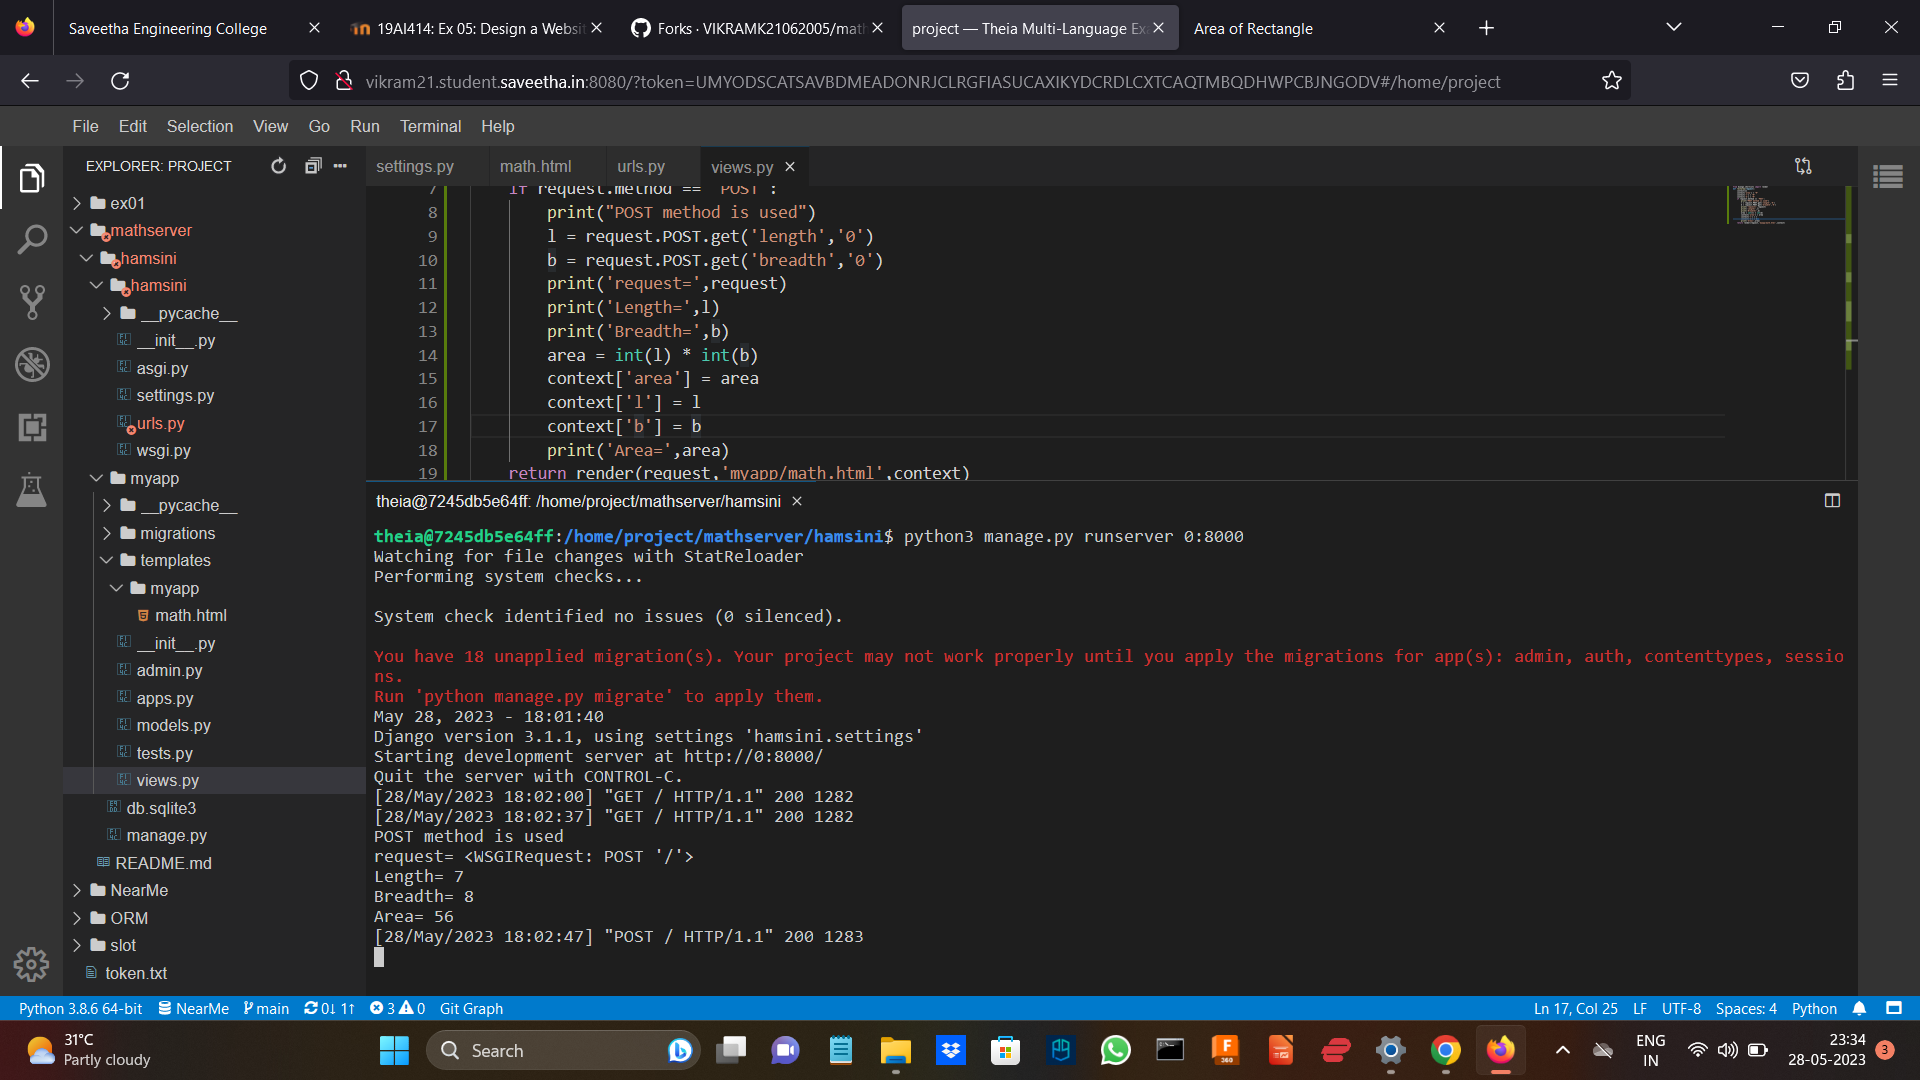 Saveetha Engineering College
19AI414: Ex 05: Design a Websit
Forks · VIKRAMK21062005/math
project — Theia Multi-Language Ex
Area of Rectangle
vikram21.student.saveetha.in:8080/?token=UMYODSCATSAVBDMEADONRJCLRGFIASUCAXIKYDCRDLCXTCAQTMBQDHWPCBJNGODV#/home/project
File Edit Selection View Go Run Terminal Help
EXPLORER: PROJECT
settings.py math.html urls.py views.py
ex01
mathserver
hamsini
hamsini
__pycache__
__init__.py
asgi.py
settings.py
urls.py
wsgi.py
myapp
__pycache__
migrations
templates
myapp
math.html
__init__.py
admin.py
apps.py
models.py
tests.py
views.py
db.sqlite3
manage.py
README.md
NearMe
ORM
slot
token.txt
7 if request.method == 'POST':
8 print("POST method is used")
9 l = request.POST.get('length','0')
10 b = request.POST.get('breadth','0')
11 print('request=',request)
12 print('Length=',l)
13 print('Breadth=',b)
14 area = int(l) * int(b)
15 context['area'] = area
16 context['l'] = l
17 context['b'] = b
18 print('Area=',area)
19 return render(request,'myapp/math.html',context)
theia@7245db5e64ff: /home/project/mathserver/hamsini
theia@7245db5e64ff:/home/project/mathserver/hamsini$ python3 manage.py runserver 0:8000
Watching for file changes with StatReloader
Performing system checks...
System check identified no issues (0 silenced).
You have 18 unapplied migration(s). Your project may not work properly until you apply the migrations for app(s): admin, auth, contenttypes, sessio
ns.
Run 'python manage.py migrate' to apply them.
May 28, 2023 - 18:01:40
Django version 3.1.1, using settings 'hamsini.settings'
Starting development server at http://0:8000/
Quit the server with CONTROL-C.
[28/May/2023 18:02:00] "GET / HTTP/1.1" 200 1282
[28/May/2023 18:02:37] "GET / HTTP/1.1" 200 1282
POST method is used
request= <WSGIRequest: POST '/'>
Length= 7
Breadth= 8
Area= 56
[28/May/2023 18:02:47] "POST / HTTP/1.1" 200 1283
Python 3.8.6 64-bit NearMe main 0↓ 1↑ 3 0 Git Graph
Ln 17, Col 25 LF UTF-8 Spaces: 4 Python
31°C
Partly cloudy
Search
ENG
IN
23:34
28-05-2023
3